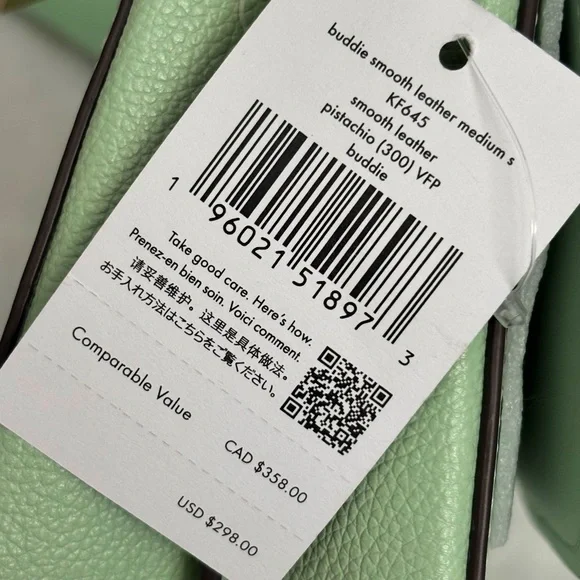 buddie smooth leather medium s
KF645
smooth leather
pistachio (300) VFP
buddie
1 96021 51897 3
Take good care. Here's how.
Prenez-en bien soin. Voici comment.
请妥善维护。这里是具体做法。
お手入れ方法はこちらをご覧ください。
Comparable Value
CAD $358.00
USD $298.00